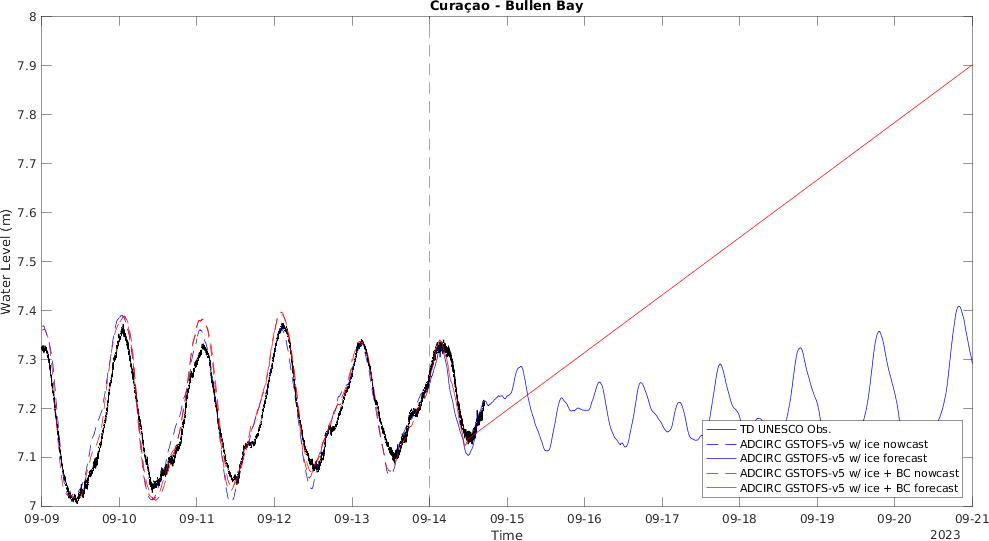 Curaçao - Bullen Bay
Water Level (m)
8
7.9
7.8
7.7
7.6
7.5
7.4
7.3
7.2
7.1
7
TD UNESCO Obs.
ADCIRC GSTOFS-v5 w/ ice nowcast
ADCIRC GSTOFS-v5 w/ ice forecast
ADCIRC GSTOFS-v5 w/ ice + BC nowcast
ADCIRC GSTOFS-v5 w/ ice + BC forecast
09-09 09-10 09-11 09-12 09-13 09-14 09-15 09-16 09-17 09-18 09-19 09-20 09-21
Time
2023